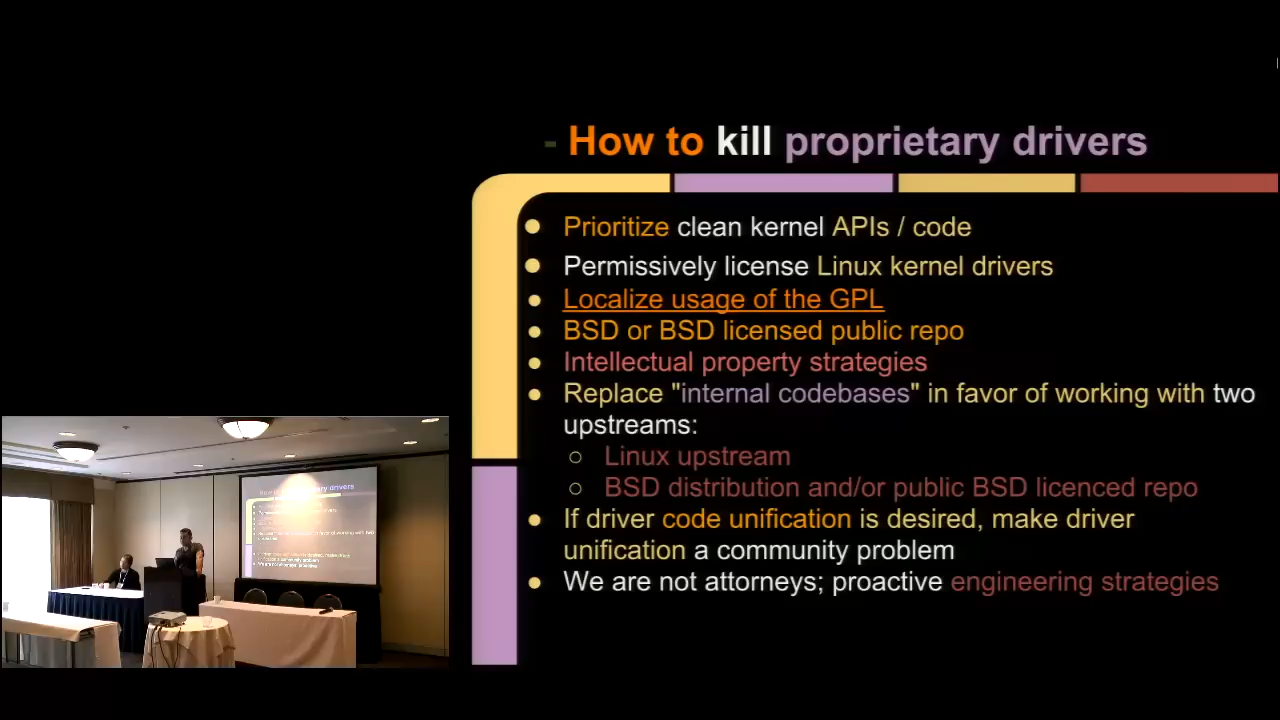 - How to kill proprietary drivers
● Prioritize clean kernel APIs / code
● Permissively license Linux kernel drivers
● Localize usage of the GPL
● BSD or BSD licensed public repo
● Intellectual property strategies
● Replace "internal codebases" in favor of working with two
upstreams:
○ Linux upstream
○ BSD distribution and/or public BSD licenced repo
● If driver code unification is desired, make driver
unification a community problem
● We are not attorneys; proactive engineering strategies